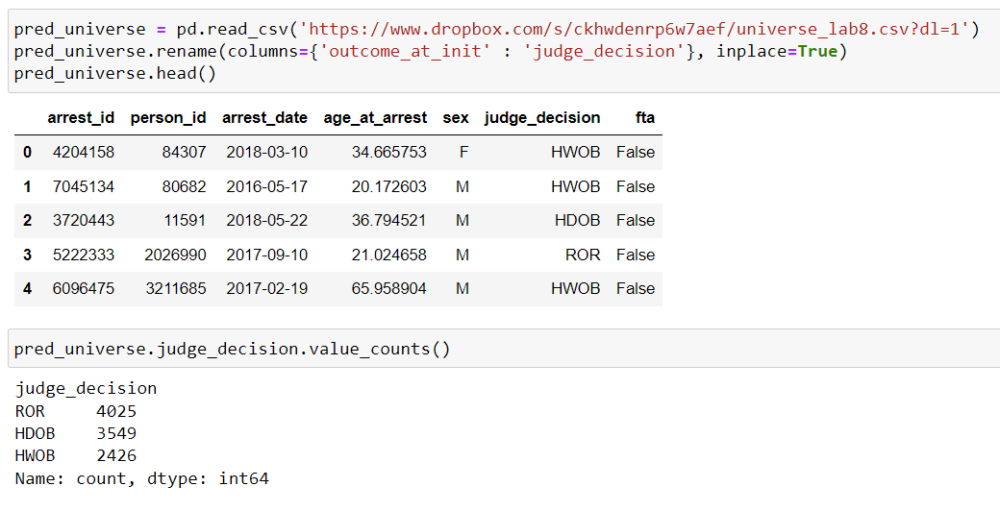 pred_universe = pd.read_csv('https://www.dropbox.com/s/ckhwdenrp6w7aef/universe_lab8.csv?dl=1')
pred_universe.rename(columns={'outcome_at_init' : 'judge_decision'}, inplace=True)
pred_universe.head()
arrest_id person_id arrest_date age_at_arrest sex judge_decision fta
0 4204158 84307 2018-03-10 34.665753 F HWOB False
1 7045134 80682 2016-05-17 20.172603 M HWOB False
2 3720443 11591 2018-05-22 36.794521 M HDOB False
3 5222333 2026990 2017-09-10 21.024658 M ROR False
4 6096475 3211685 2017-02-19 65.958904 M HWOB False
pred_universe.judge_decision.value_counts()
judge_decision
ROR 4025
HDOB 3549
HWOB 2426
Name: count, dtype: int64